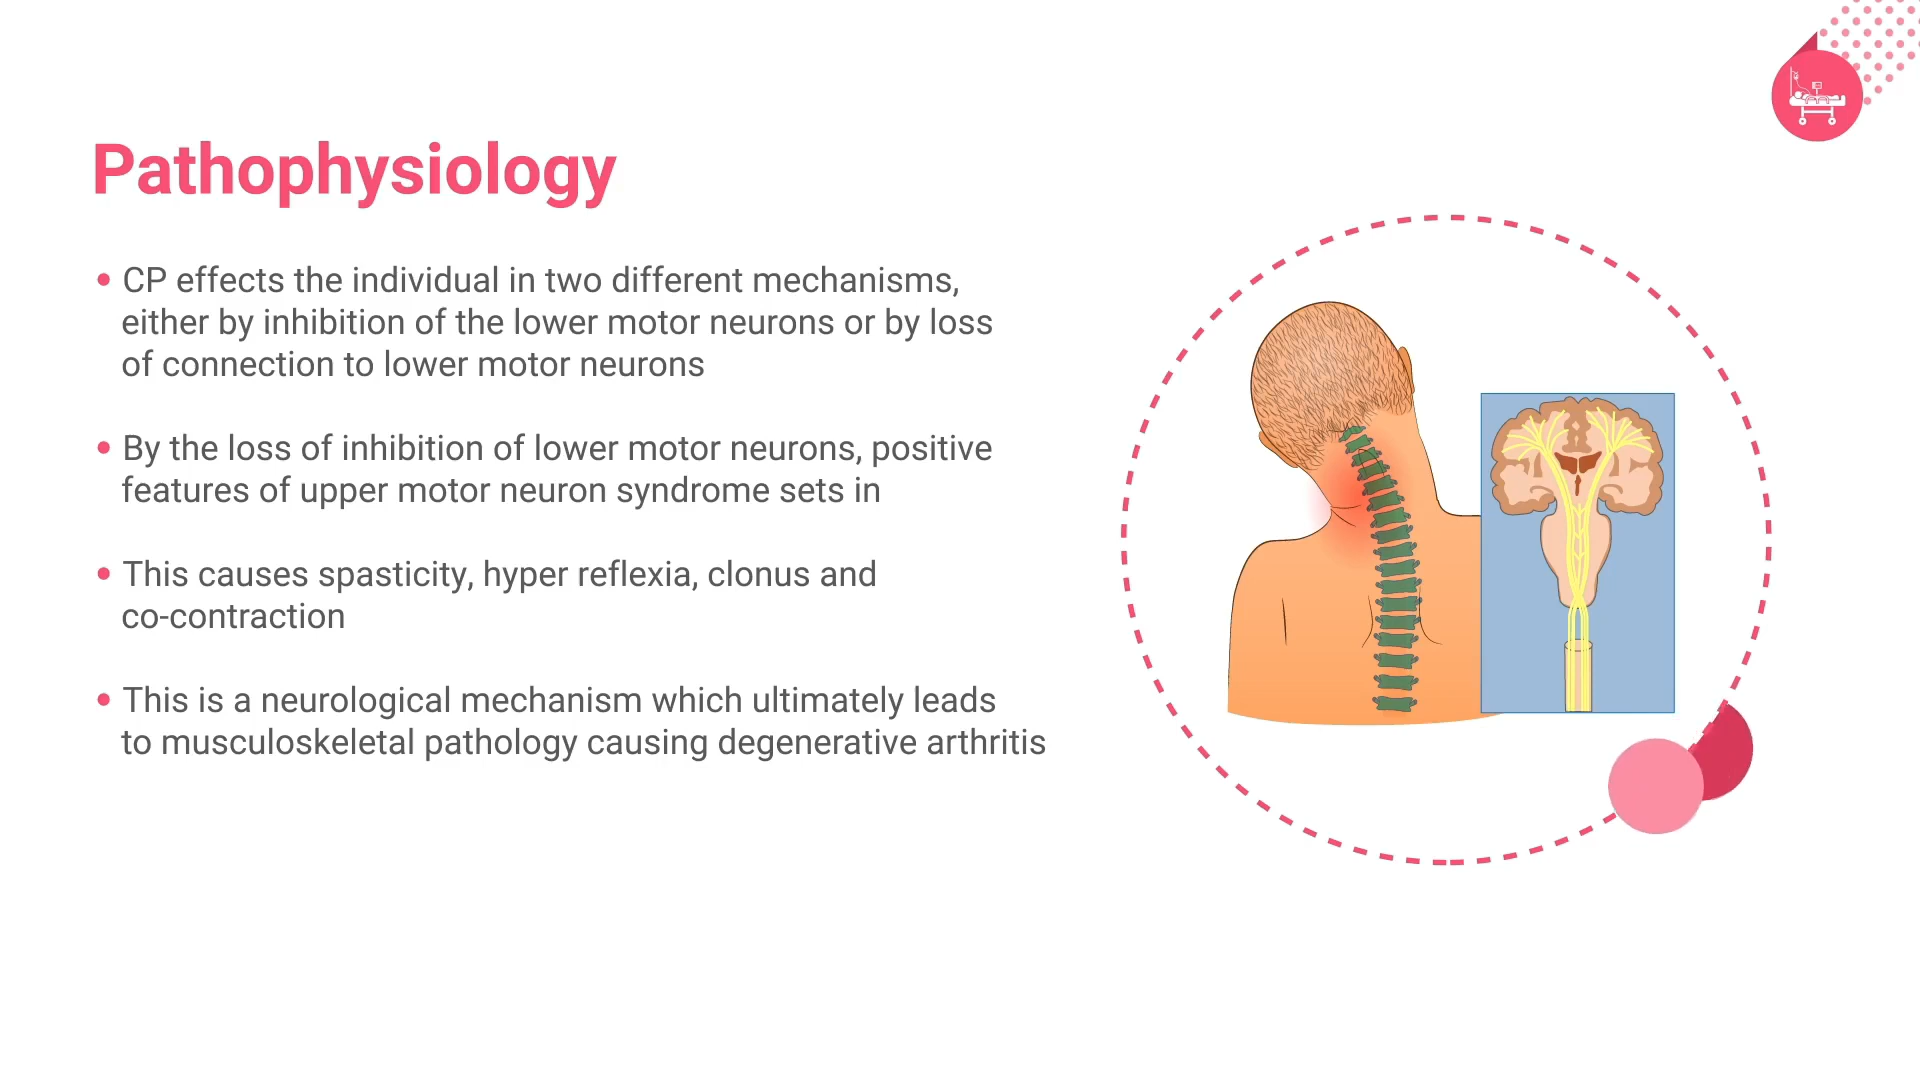 Pathophysiology
• CP effects the individual in two different mechanisms,
either by inhibition of the lower motor neurons or by loss
of connection to lower motor neurons
• By the loss of inhibition of lower motor neurons, positive
features of upper motor neuron syndrome sets in
• This causes spasticity, hyper reflexia, clonus and
co-contraction
• This is a neurological mechanism which ultimately leads
to musculoskeletal pathology causing degenerative arthritis